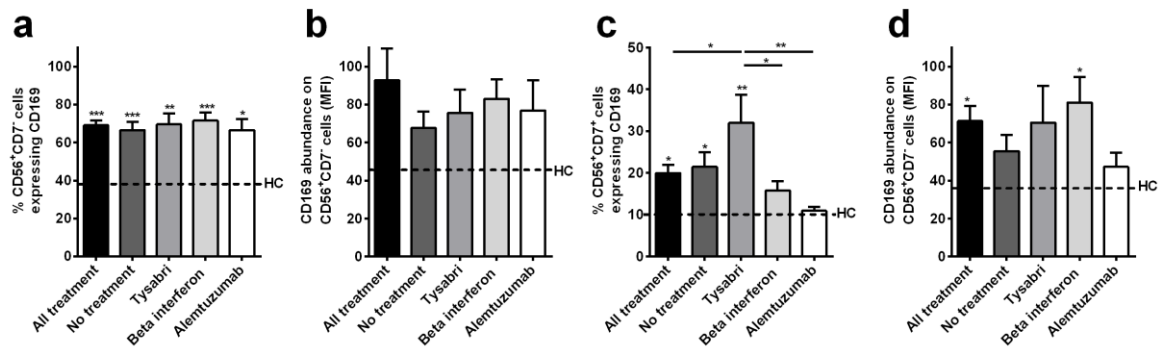 a
% CD56+CD7- cells
expressing CD169
100
80
60
40
20
0
***
***
**
***
*
HC
All treatment
No treatment
Tysabri
Beta interferon
Alemtuzumab
b
CD169 abundance on
CD56+CD7- cells (MFI)
100
80
60
40
20
0
HC
All treatment
No treatment
Tysabri
Beta interferon
Alemtuzumab
c
% CD56+CD7+ cells
expressing CD169
50
40
30
20
10
0
*
**
*
*
*
**
HC
All treatment
No treatment
Tysabri
Beta interferon
Alemtuzumab
d
CD169 abundance on
CD56+CD7- cells (MFI)
100
80
60
40
20
0
*
*
HC
All treatment
No treatment
Tysabri
Beta interferon
Alemtuzumab